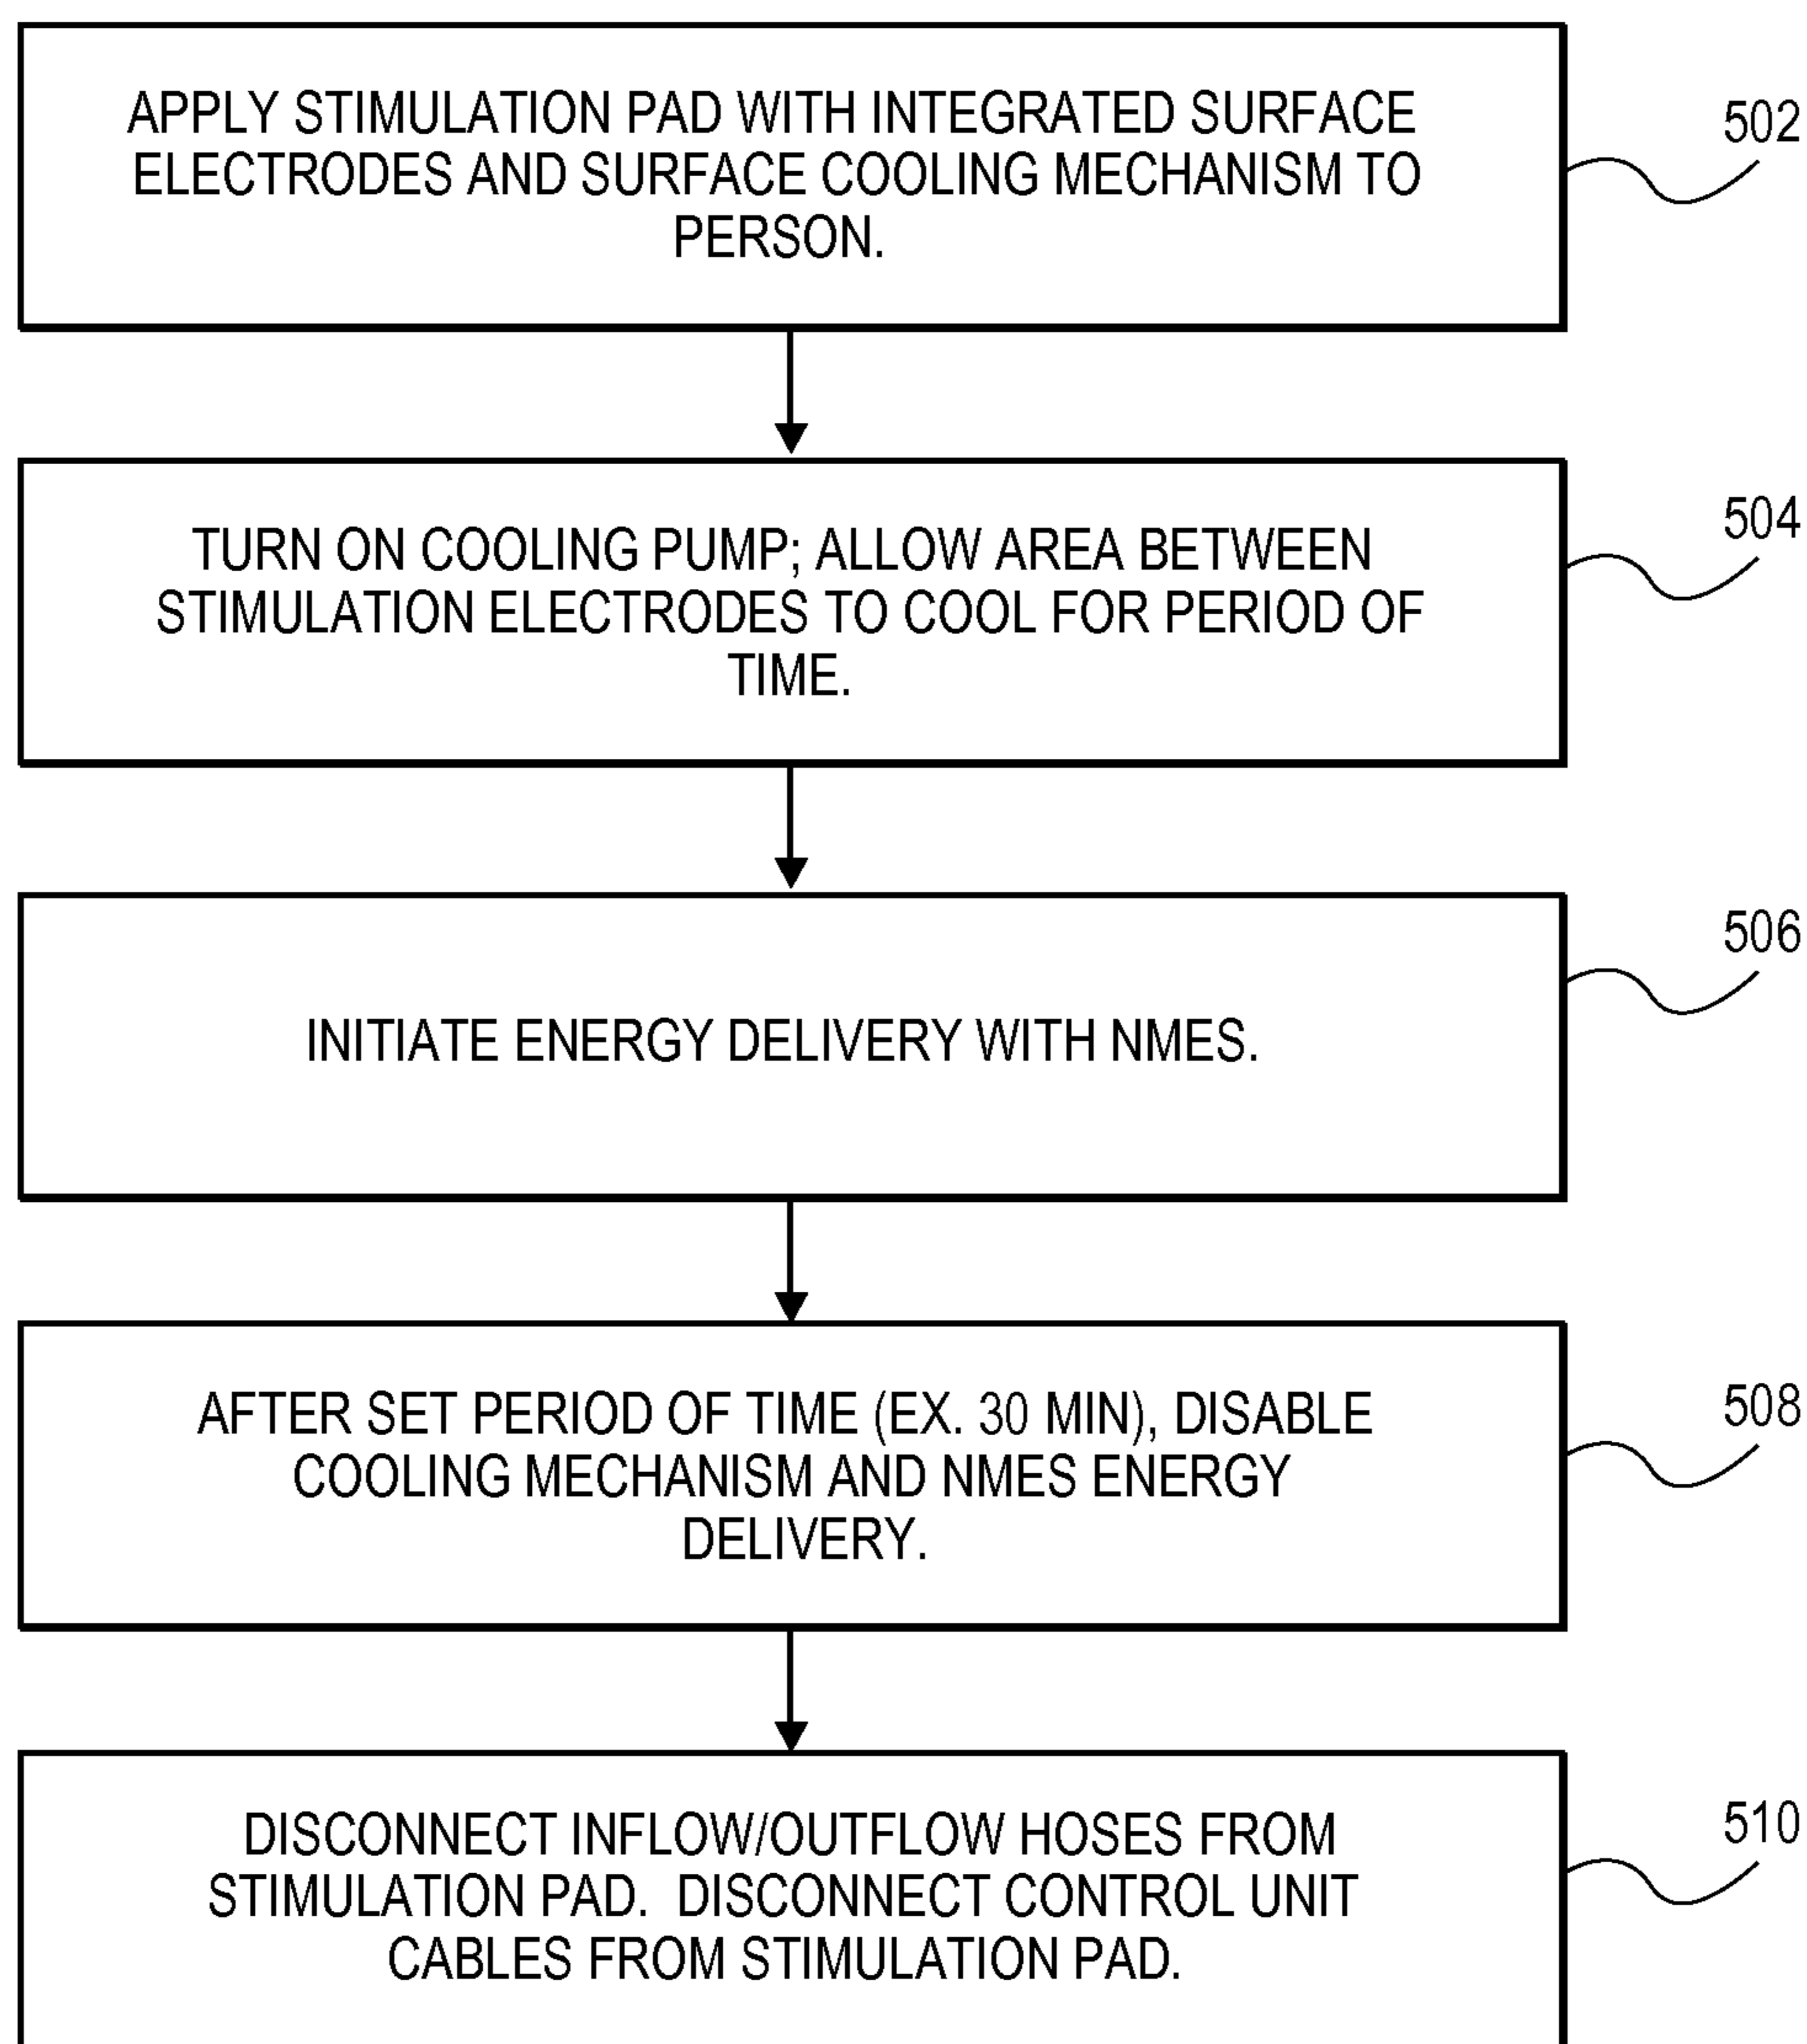 APPLY STIMULATION PAD WITH INTEGRATED SURFACE
ELECTRODES AND SURFACE COOLING MECHANISM TO
PERSON.
502
TURN ON COOLING PUMP; ALLOW AREA BETWEEN
STIMULATION ELECTRODES TO COOL FOR PERIOD OF
TIME.
504
INITIATE ENERGY DELIVERY WITH NMES.
506
AFTER SET PERIOD OF TIME (EX. 30 MIN), DISABLE
COOLING MECHANISM AND NMES ENERGY
DELIVERY.
508
DISCONNECT INFLOW/OUTFLOW HOSES FROM
STIMULATION PAD.  DISCONNECT CONTROL UNIT
CABLES FROM STIMULATION PAD.
510